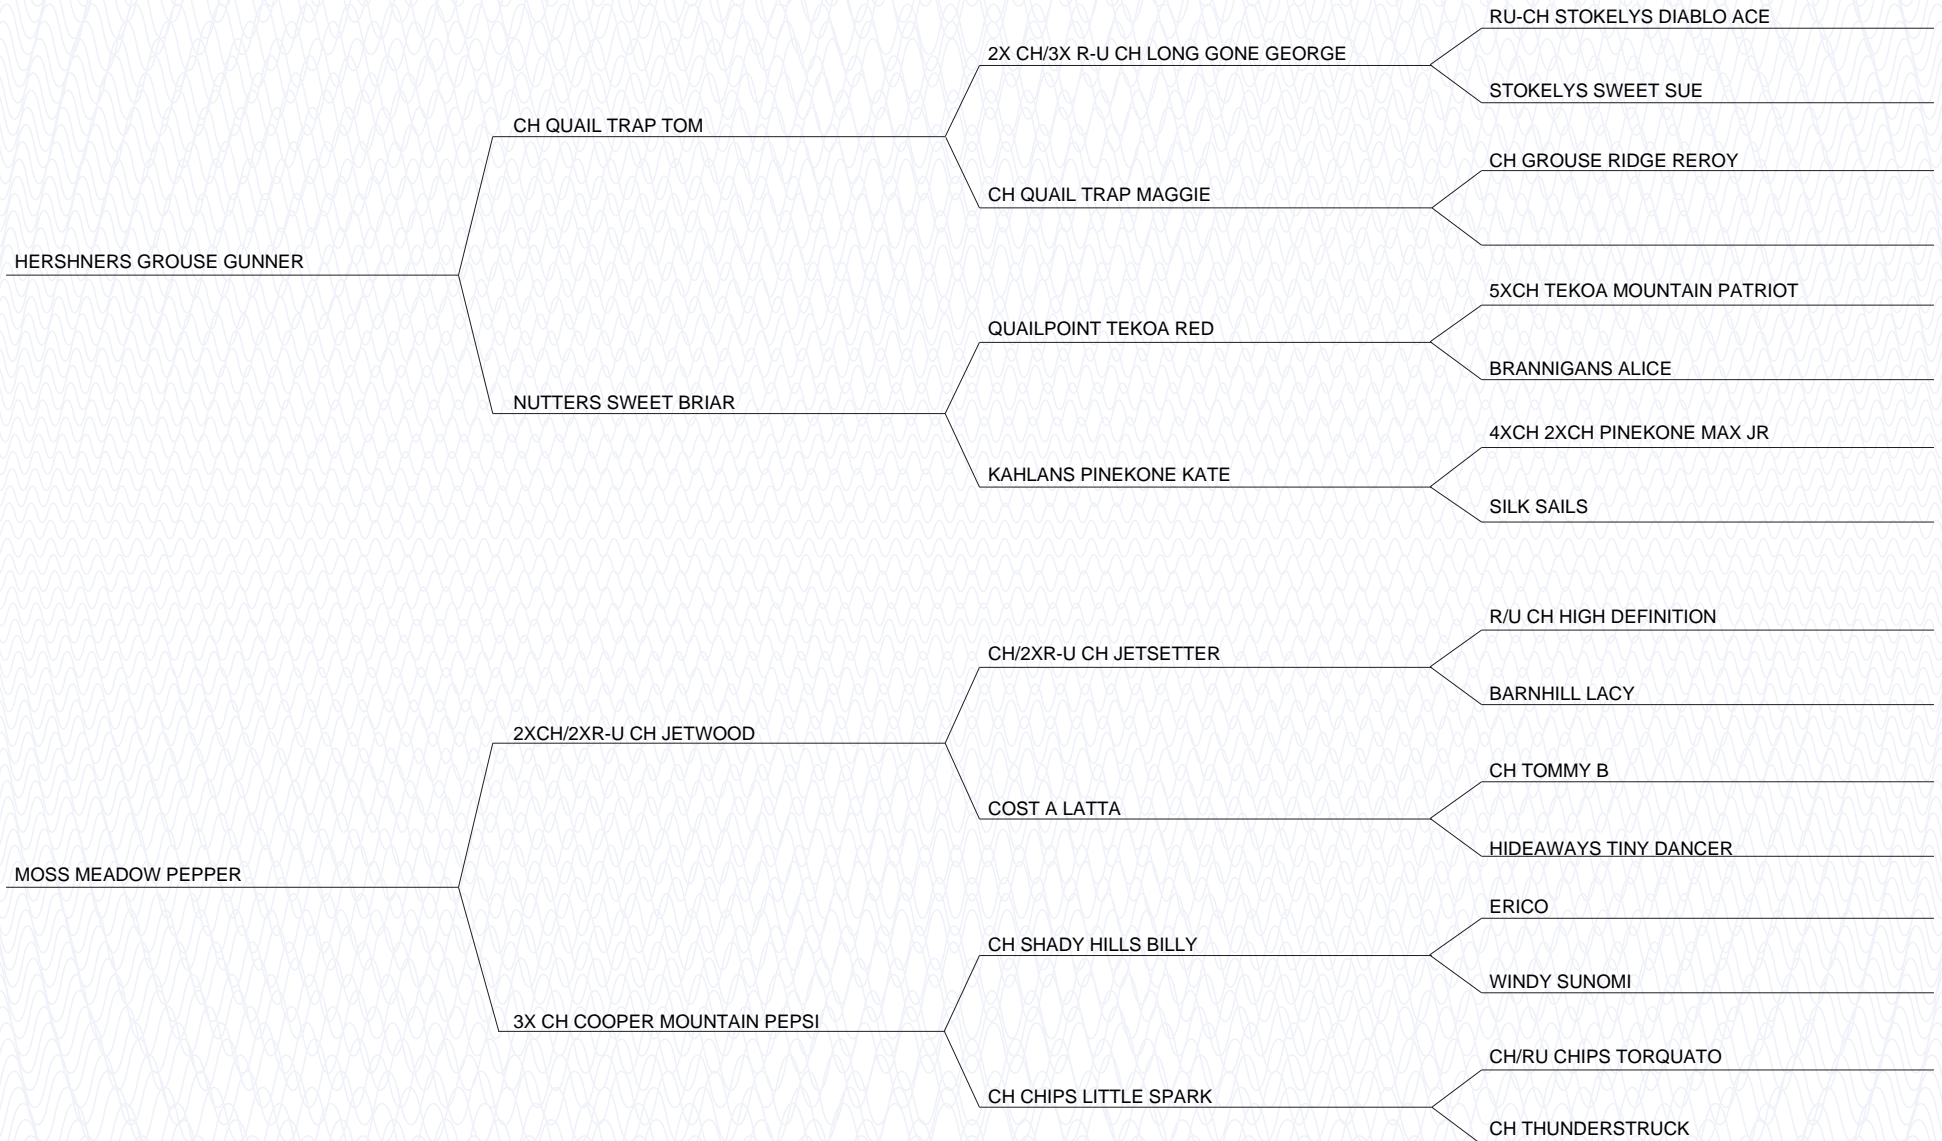 RU-CH STOKELYS DIABLO ACE
2X CH/3X R-U CH LONG GONE GEORGE
STOKELYS SWEET SUE
CH QUAIL TRAP TOM
CH GROUSE RIDGE REROY
CH QUAIL TRAP MAGGIE
HERSHNERS GROUSE GUNNER
5XCH TEKOA MOUNTAIN PATRIOT
QUAILPOINT TEKOA RED
BRANNIGANS ALICE
NUTTERS SWEET BRIAR
4XCH 2XCH PINEKONE MAX JR
KAHLANS PINEKONE KATE
SILK SAILS
R/U CH HIGH DEFINITION
CH/2XR-U CH JETSETTER
BARNHILL LACY
2XCH/2XR-U CH JETWOOD
CH TOMMY B
COST A LATTA
HIDEAWAYS TINY DANCER
MOSS MEADOW PEPPER
ERICO
CH SHADY HILLS BILLY
WINDY SUNOMI
3X CH COOPER MOUNTAIN PEPSI
CH/RU CHIPS TORQUATO
CH CHIPS LITTLE SPARK
CH THUNDERSTRUCK